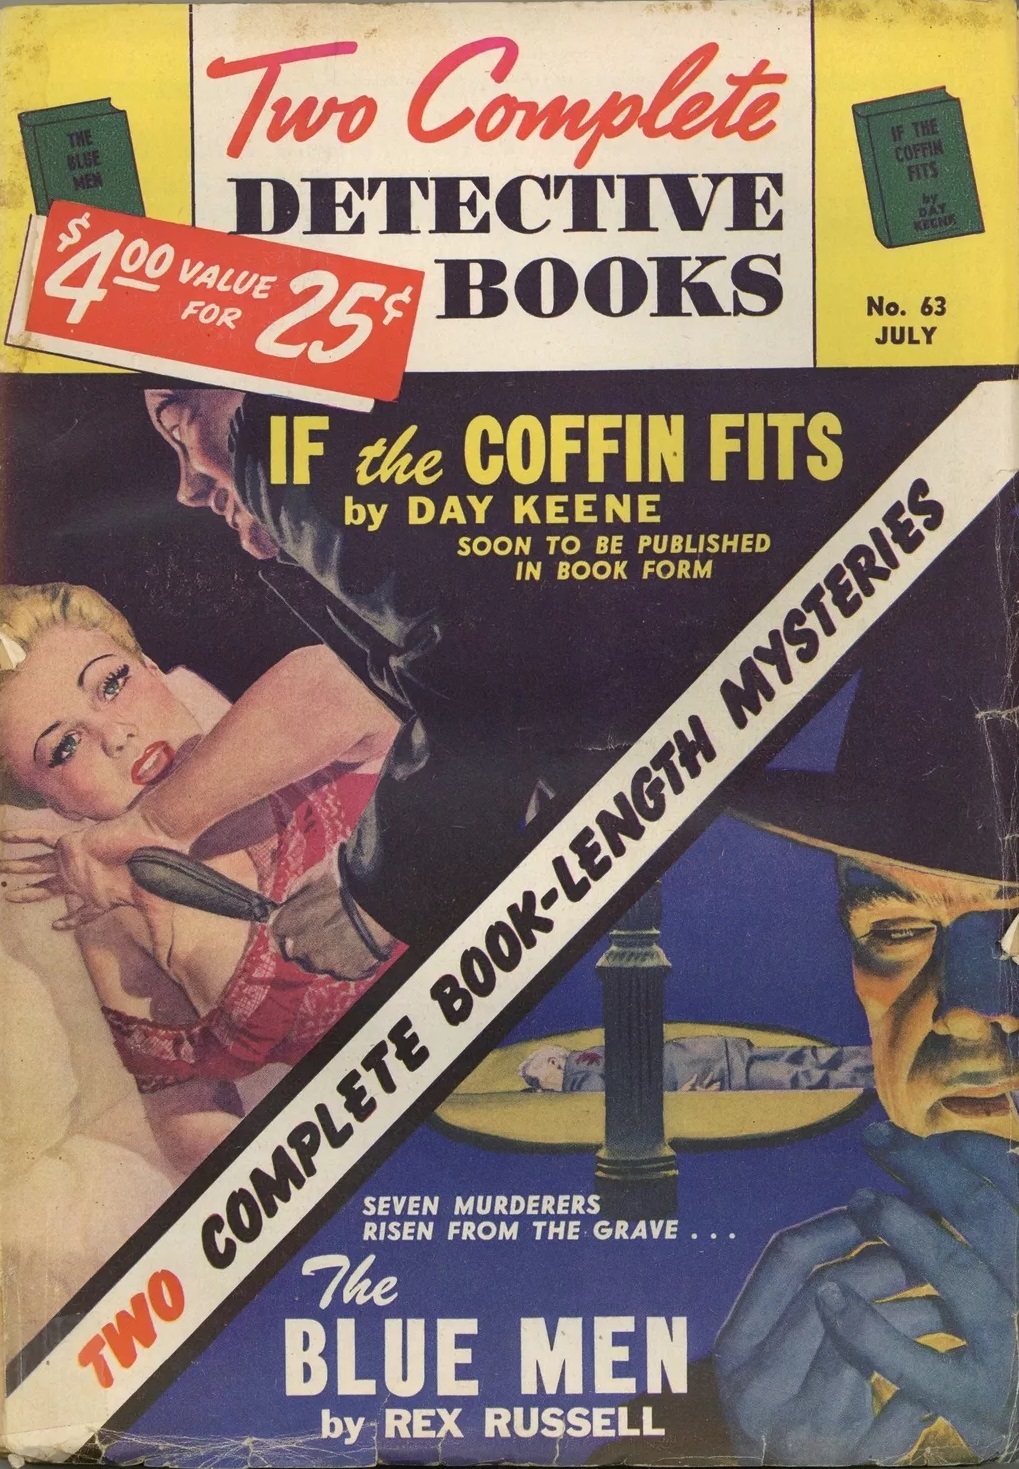 Two Complete
DETECTIVE
BOOKS
THE
BLUE
MEN
IF THE
COFFIN
FITS
by
DAY
KEENE
$4.00 VALUE
FOR 25¢
No. 63
JULY
IF the COFFIN FITS
by DAY KEENE
SOON TO BE PUBLISHED
IN BOOK FORM
TWO COMPLETE BOOK-LENGTH MYSTERIES
SEVEN MURDERERS
RISEN FROM THE GRAVE . . .
The
BLUE MEN
by REX RUSSELL